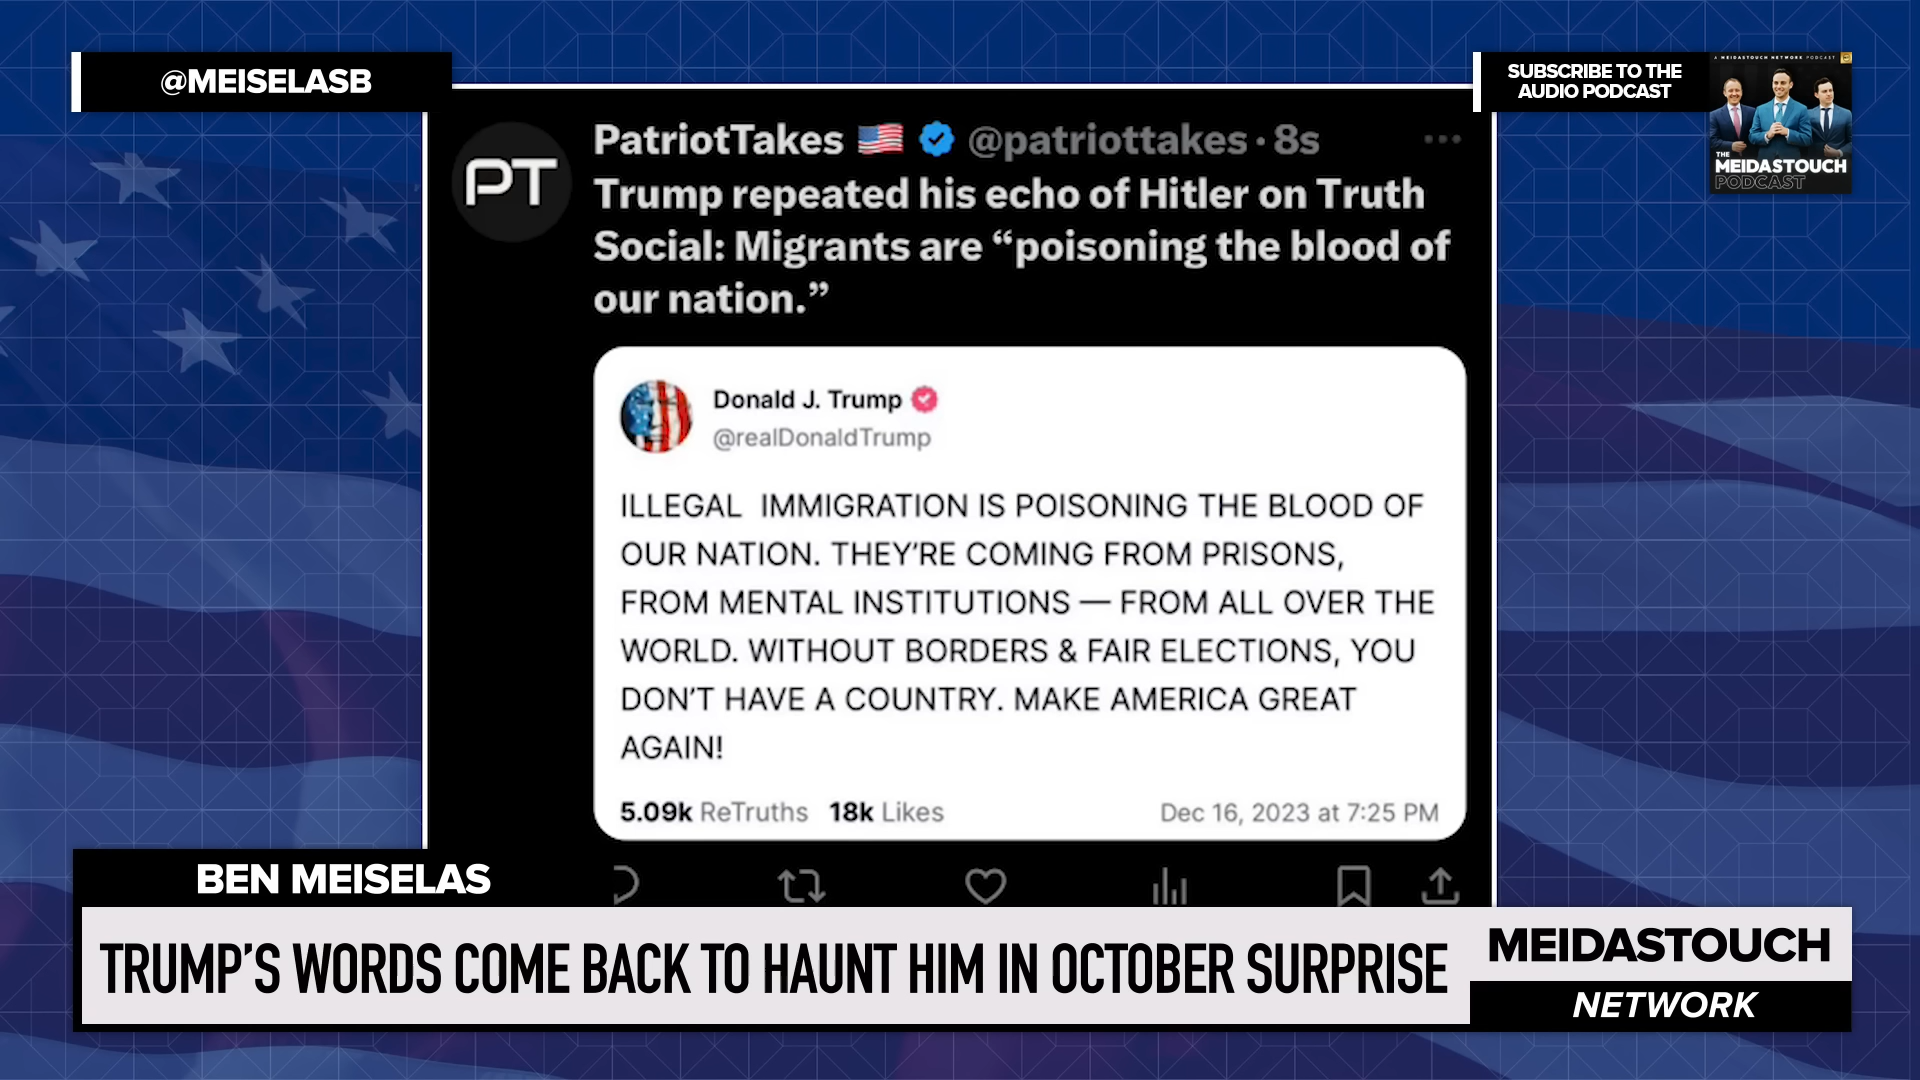 @MEISELASB
SUBSCRIBE TO THE
AUDIO PODCAST
A MEIDASTOUCH NETWORK PODCAST
THE
MEIDASTOUCH
PODCAST
PT
PatriotTakes 🇺🇸 @patriottakes · 8s
Trump repeated his echo of Hitler on Truth
Social: Migrants are “poisoning the blood of
our nation.”
Donald J. Trump
@realDonaldTrump
ILLEGAL IMMIGRATION IS POISONING THE BLOOD OF
OUR NATION. THEY’RE COMING FROM PRISONS,
FROM MENTAL INSTITUTIONS — FROM ALL OVER THE
WORLD. WITHOUT BORDERS & FAIR ELECTIONS, YOU
DON’T HAVE A COUNTRY. MAKE AMERICA GREAT
AGAIN!
5.09k ReTruths 18k Likes Dec 16, 2023 at 7:25 PM
BEN MEISELAS
TRUMP’S WORDS COME BACK TO HAUNT HIM IN OCTOBER SURPRISE
MEIDASTOUCH
NETWORK